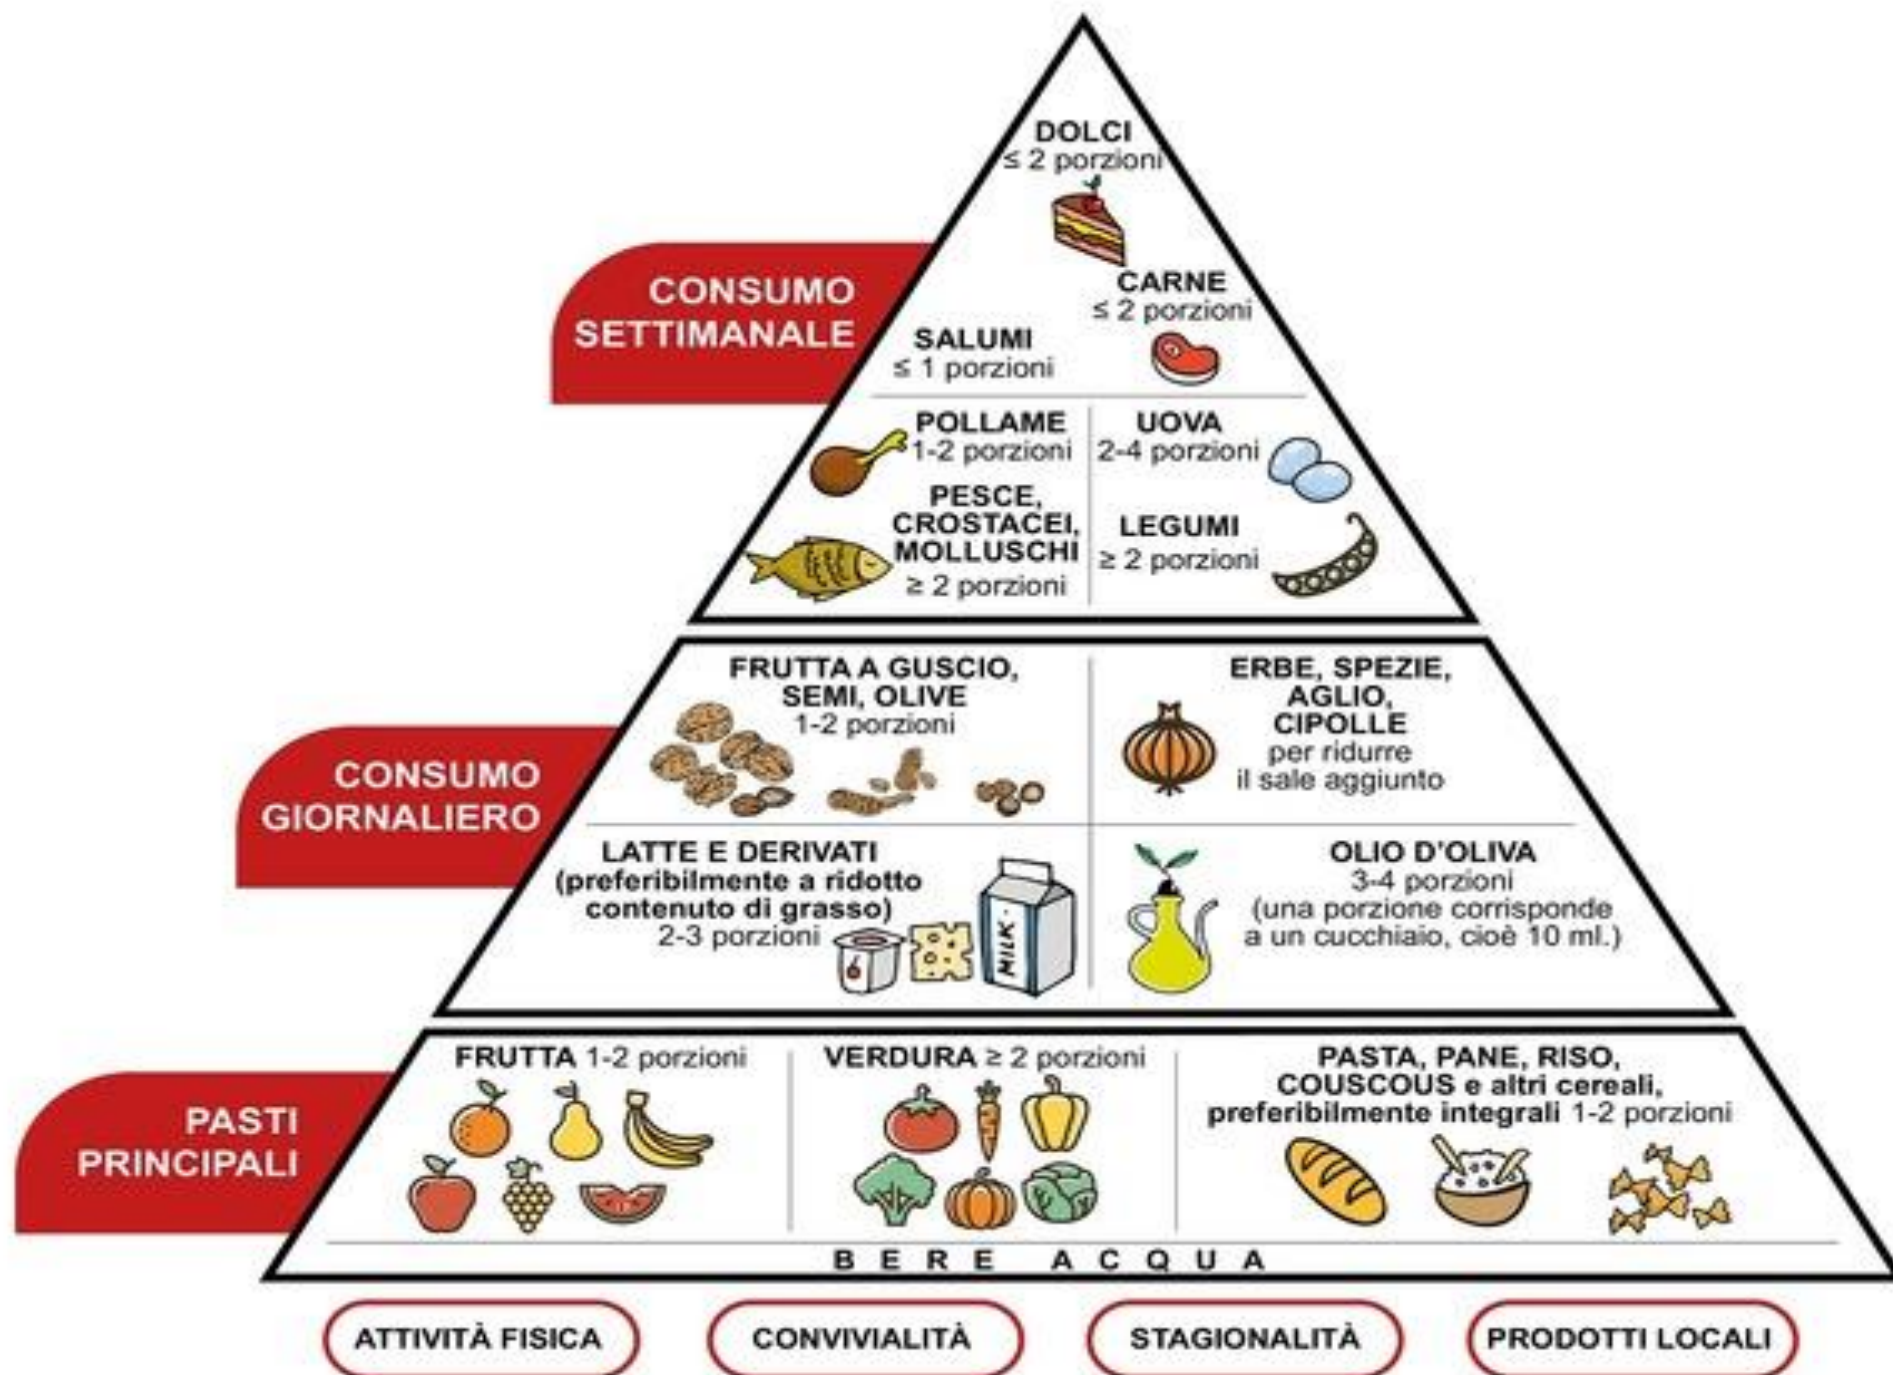 DOLCI
≤ 2 porzioni
CARNE
≤ 2 porzioni
SALUMI
≤ 1 porzioni
CONSUMO
SETTIMANALE
POLLAME
1-2 porzioni
UOVA
2-4 porzioni
PESCE,
CROSTACEI,
MOLLUSCHI
≥ 2 porzioni
LEGUMI
≥ 2 porzioni
CONSUMO
GIORNALIERO
FRUTTA A GUSCIO,
SEMI, OLIVE
1-2 porzioni
ERBE, SPEZIE,
AGLIO,
CIPOLLE
per ridurre
il sale aggiunto
LATTE E DERIVATI
(preferibilmente a ridotto
contenuto di grasso)
2-3 porzioni
MILK
OLIO D'OLIVA
3-4 porzioni
(una porzione corrisponde
a un cucchiaio, cioè 10 ml.)
PASTI
PRINCIPALI
FRUTTA 1-2 porzioni
VERDURA ≥ 2 porzioni
PASTA, PANE, RISO,
COUSCOUS e altri cereali,
preferibilmente integrali 1-2 porzioni
BERE ACQUA
ATTIVITÀ FISICA
CONVIVIALITÀ
STAGIONALITÀ
PRODOTTI LOCALI